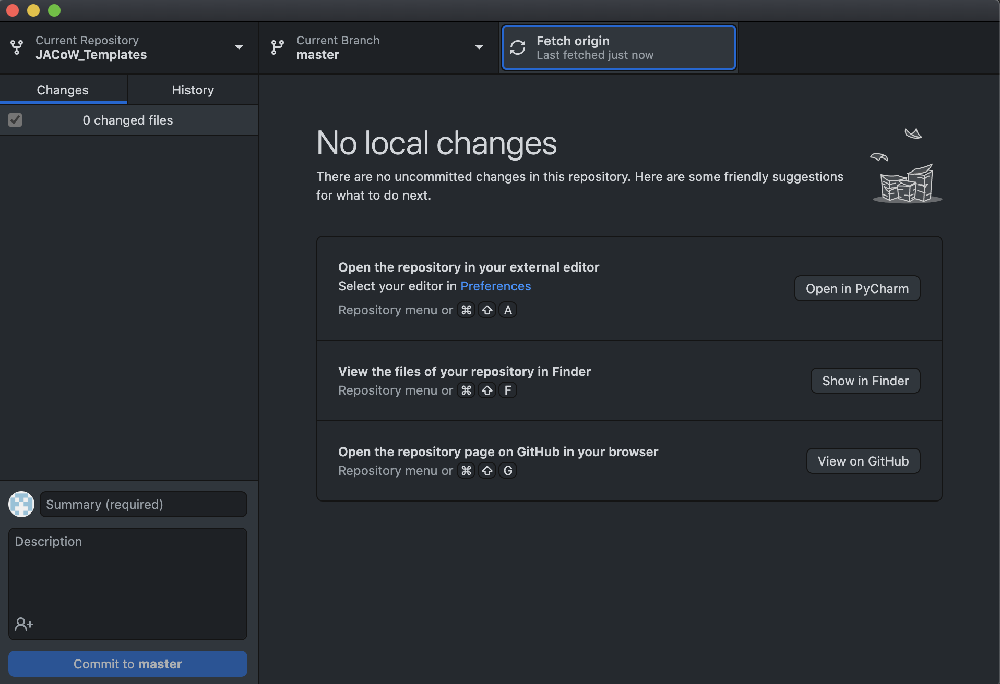 Current Repository
JACoW_Templates
Current Branch
master
Fetch origin
Last fetched just now
Changes
History
0 changed files
No local changes
There are no uncommitted changes in this repository. Here are some friendly suggestions
for what to do next.
Open the repository in your external editor
Select your editor in Preferences
Repository menu or ⌘ ⇧ A
Open in PyCharm
View the files of your repository in Finder
Repository menu or ⌘ ⇧ F
Show in Finder
Open the repository page on GitHub in your browser
Repository menu or ⌘ ⇧ G
View on GitHub
Summary (required)
Description
Commit to master